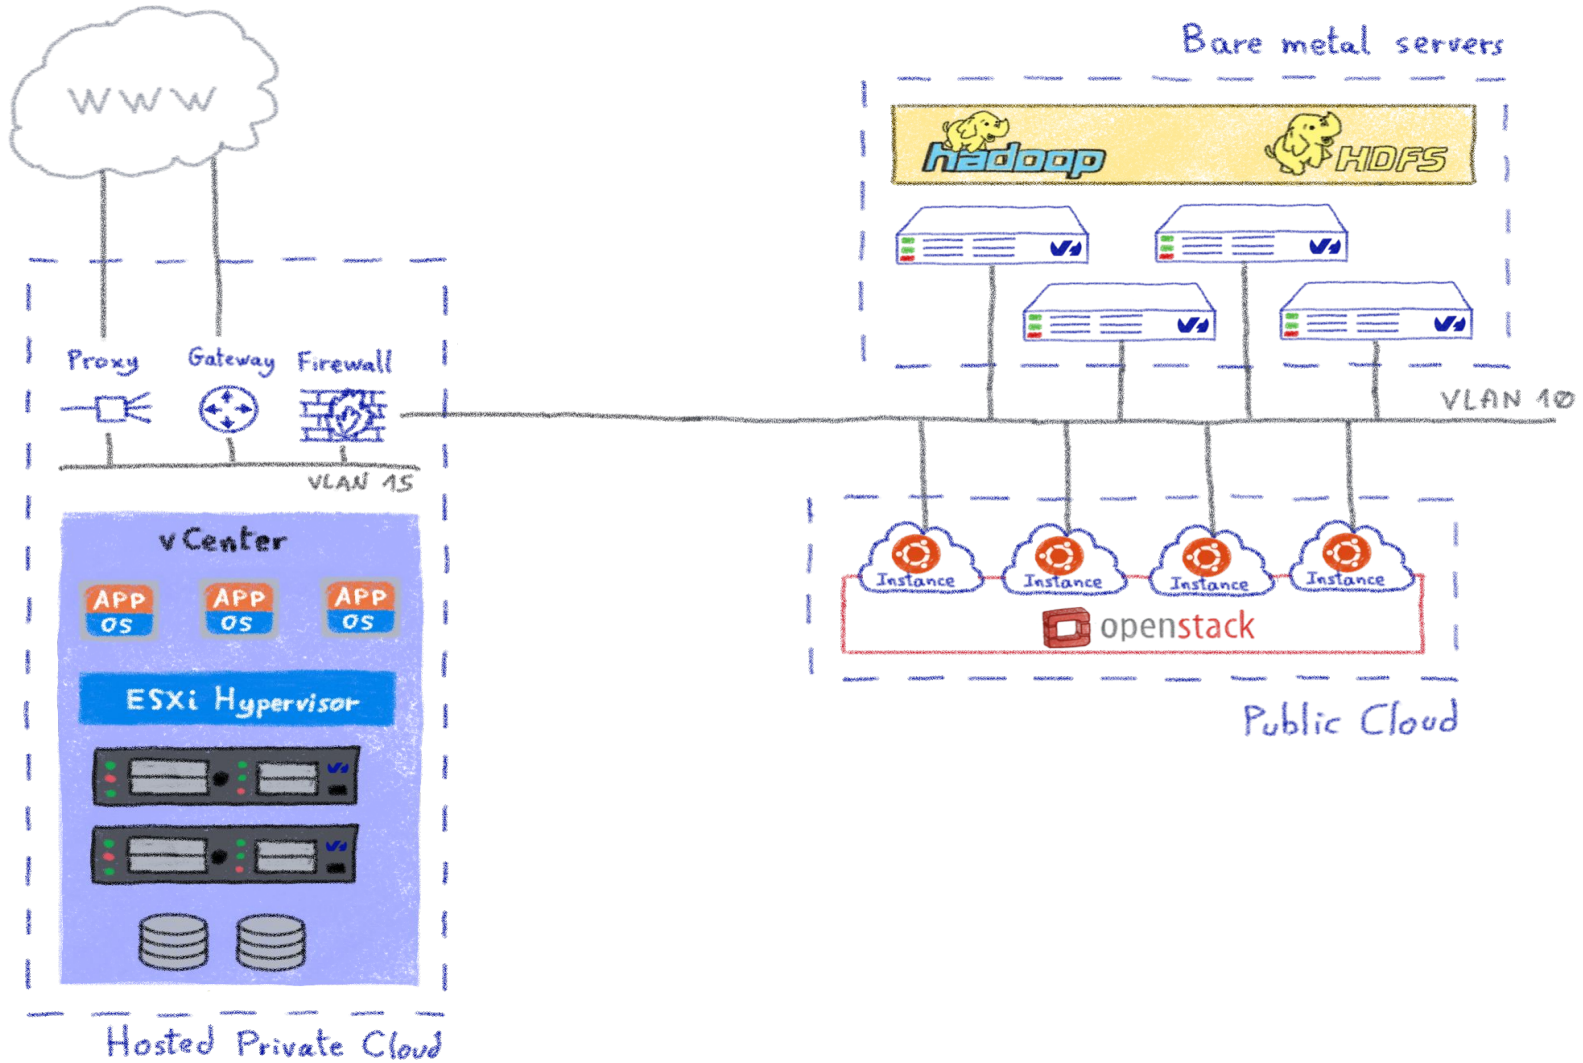 WWW
Bare metal servers
hadoop
HDFS
Proxy
Gateway
Firewall
VLAN 10
VLAN 15
vCenter
APP
OS
APP
OS
APP
OS
ESXi Hypervisor
Instance
Instance
Instance
Instance
openstack
Public Cloud
Hosted Private Cloud